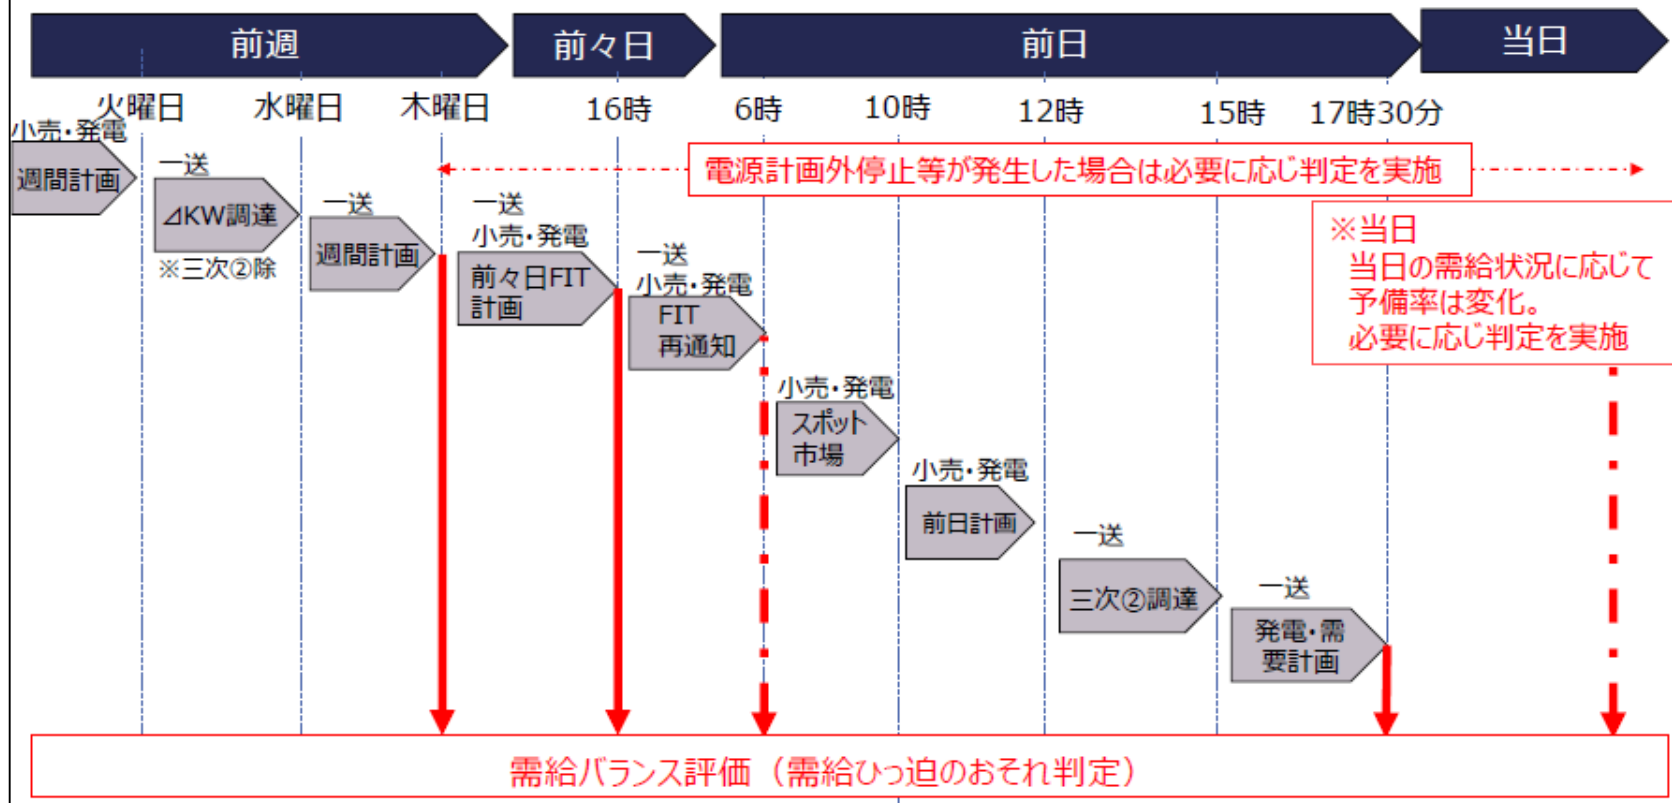 前週
前々日
前日
当日
火曜日
水曜日
木曜日
16時
6時
10時
12時
15時
17時30分
小売・発電
週間計画
一送
⊿KW調達
※三次②除
一送
週間計画
一送
小売・発電
前々日FIT
計画
一送
小売・発電
FIT
再通知
電源計画外停止等が発生した場合は必要に応じ判定を実施
※当日
当日の需給状況に応じて
予備率は変化。
必要に応じ判定を実施
小売・発電
スポット
市場
小売・発電
前日計画
一送
三次②調達
一送
発電・需
要計画
需給バランス評価（需給ひっ迫のおそれ判定）